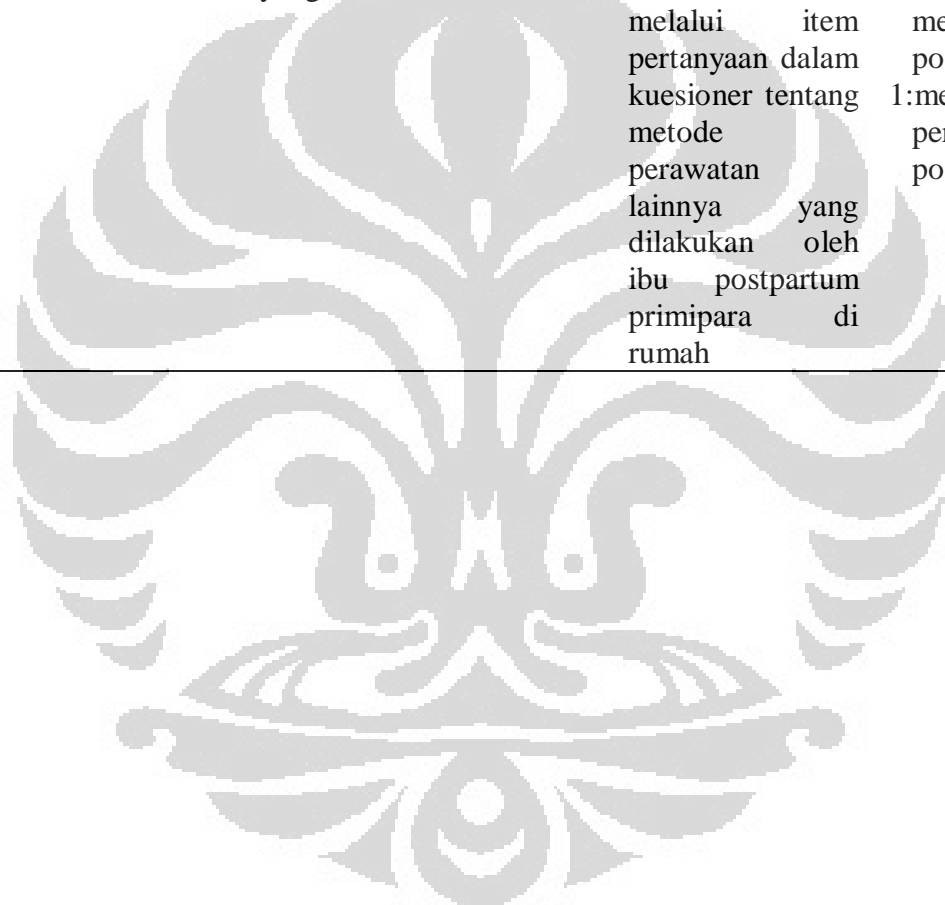 melalui item
pertanyaan dalam
kuesioner tentang
metode
perawatan
lainnya yang
dilakukan oleh
ibu postpartum
primipara di
rumah